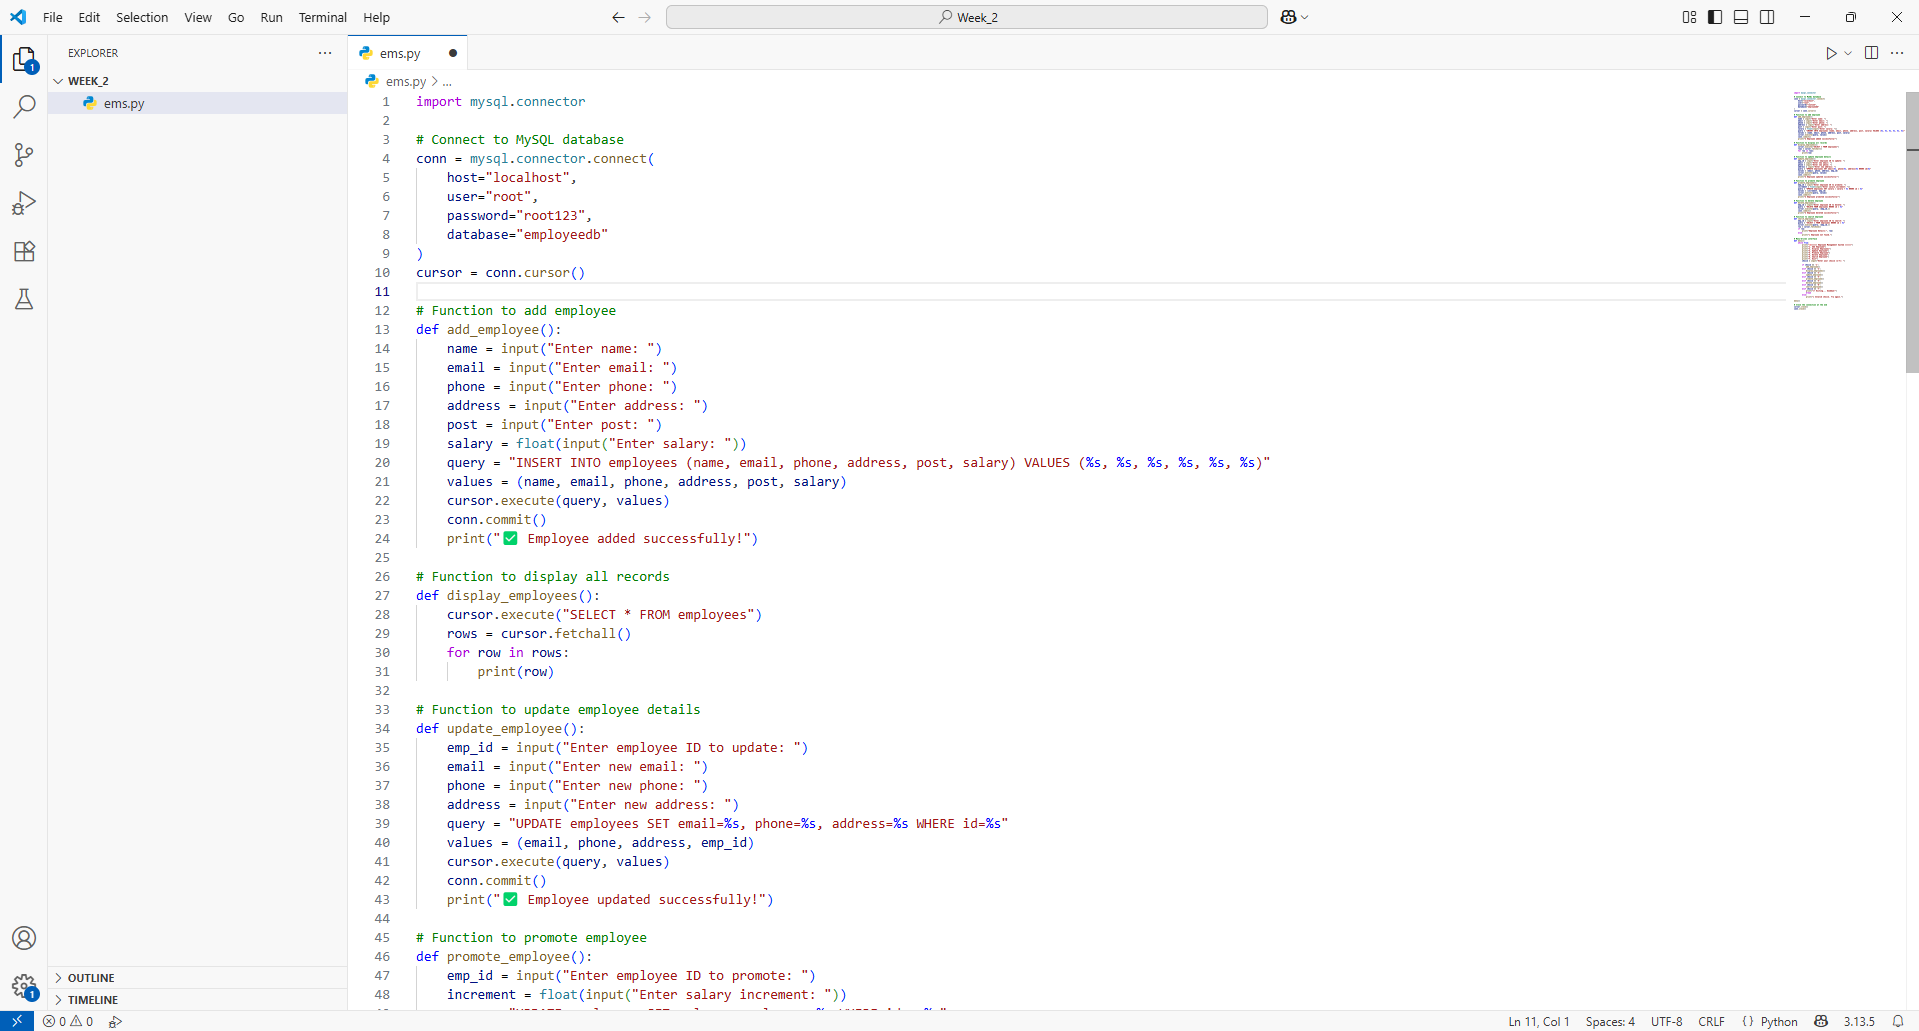 File Edit Selection View Go Run Terminal Help
Week_2
EXPLORER
WEEK_2
ems.py
OUTLINE
TIMELINE
ems.py
ems.py > ...
1 import mysql.connector
2
3 # Connect to MySQL database
4 conn = mysql.connector.connect(
5 host="localhost",
6 user="root",
7 password="root123",
8 database="employeedb"
9 )
10 cursor = conn.cursor()
11
12 # Function to add employee
13 def add_employee():
14 name = input("Enter name: ")
15 email = input("Enter email: ")
16 phone = input("Enter phone: ")
17 address = input("Enter address: ")
18 post = input("Enter post: ")
19 salary = float(input("Enter salary: "))
20 query = "INSERT INTO employees (name, email, phone, address, post, salary) VALUES (%s, %s, %s, %s, %s, %s)"
21 values = (name, email, phone, address, post, salary)
22 cursor.execute(query, values)
23 conn.commit()
24 print("✅ Employee added successfully!")
25
26 # Function to display all records
27 def display_employees():
28 cursor.execute("SELECT * FROM employees")
29 rows = cursor.fetchall()
30 for row in rows:
31 print(row)
32
33 # Function to update employee details
34 def update_employee():
35 emp_id = input("Enter employee ID to update: ")
36 email = input("Enter new email: ")
37 phone = input("Enter new phone: ")
38 address = input("Enter new address: ")
39 query = "UPDATE employees SET email=%s, phone=%s, address=%s WHERE id=%s"
40 values = (email, phone, address, emp_id)
41 cursor.execute(query, values)
42 conn.commit()
43 print("✅ Employee updated successfully!")
44
45 # Function to promote employee
46 def promote_employee():
47 emp_id = input("Enter employee ID to promote: ")
48 increment = float(input("Enter salary increment: "))
1
1
0 0
Ln 11, Col 1 Spaces: 4 UTF-8 CRLF {} Python 3.13.5